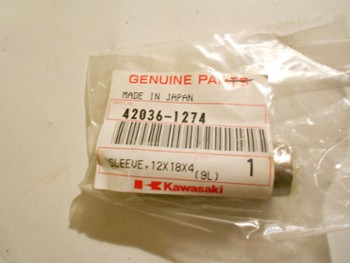 GENUINE PARTS
MADE IN JAPAN
42036-1274
SLEEVE,12X18X4
(9L)
1
Kawasaki